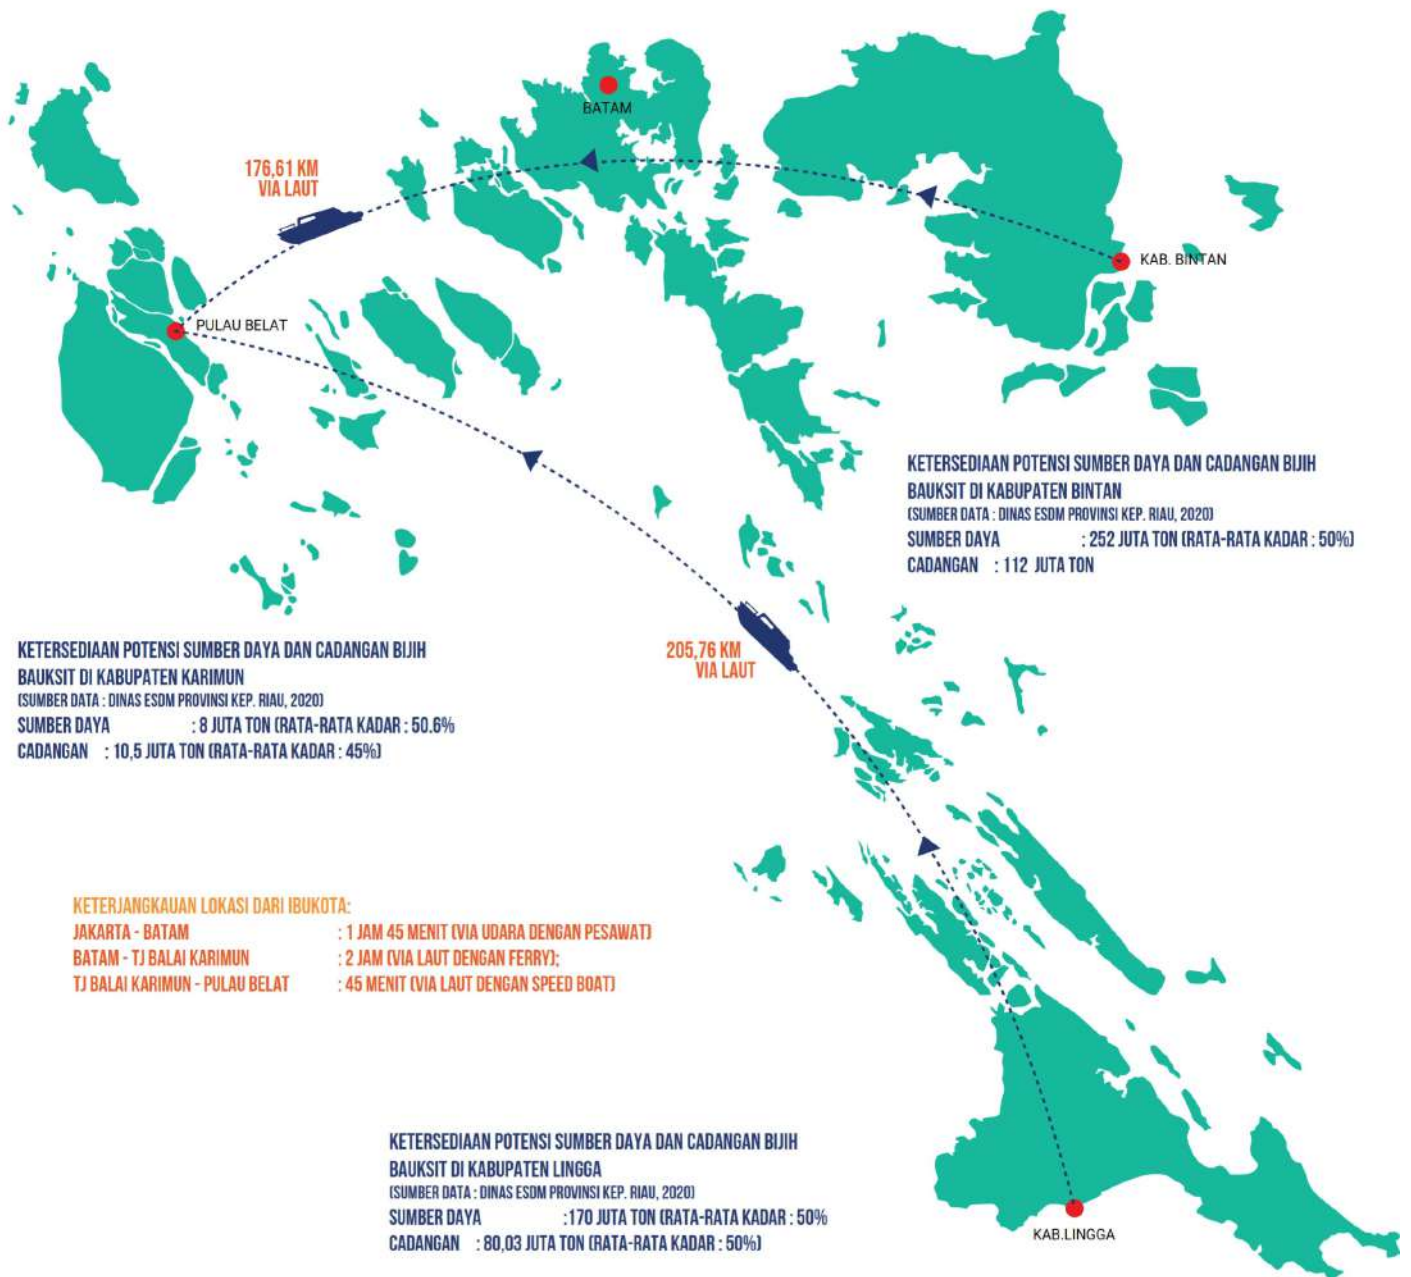 BATAM
176,61 KM
VIA LAUT
KAB. BINTAN
PULAU BELAT
KETERSEDIAAN POTENSI SUMBER DAYA DAN CADANGAN BIJIH
BAUKSIT DI KABUPATEN BINTAN
(SUMBER DATA : DINAS ESDM PROVINSI KEP. RIAU, 2020)
SUMBER DAYA : 252 JUTA TON (RATA-RATA KADAR : 50%)
CADANGAN : 112 JUTA TON
205,76 KM
VIA LAUT
KETERSEDIAAN POTENSI SUMBER DAYA DAN CADANGAN BIJIH
BAUKSIT DI KABUPATEN KARIMUN
(SUMBER DATA : DINAS ESDM PROVINSI KEP. RIAU, 2020)
SUMBER DAYA : 8 JUTA TON (RATA-RATA KADAR : 50.6%
CADANGAN : 10,5 JUTA TON (RATA-RATA KADAR : 45%)
KETERJANGKAUAN LOKASI DARI IBUKOTA:
JAKARTA - BATAM : 1 JAM 45 MENIT (VIA UDARA DENGAN PESAWAT)
BATAM - TJ BALAI KARIMUN : 2 JAM (VIA LAUT DENGAN FERRY);
TJ BALAI KARIMUN - PULAU BELAT : 45 MENIT (VIA LAUT DENGAN SPEED BOAT)
KETERSEDIAAN POTENSI SUMBER DAYA DAN CADANGAN BIJIH
BAUKSIT DI KABUPATEN LINGGA
(SUMBER DATA : DINAS ESDM PROVINSI KEP. RIAU, 2020)
SUMBER DAYA :170 JUTA TON (RATA-RATA KADAR : 50%
CADANGAN : 80,03 JUTA TON (RATA-RATA KADAR : 50%)
KAB.LINGGA